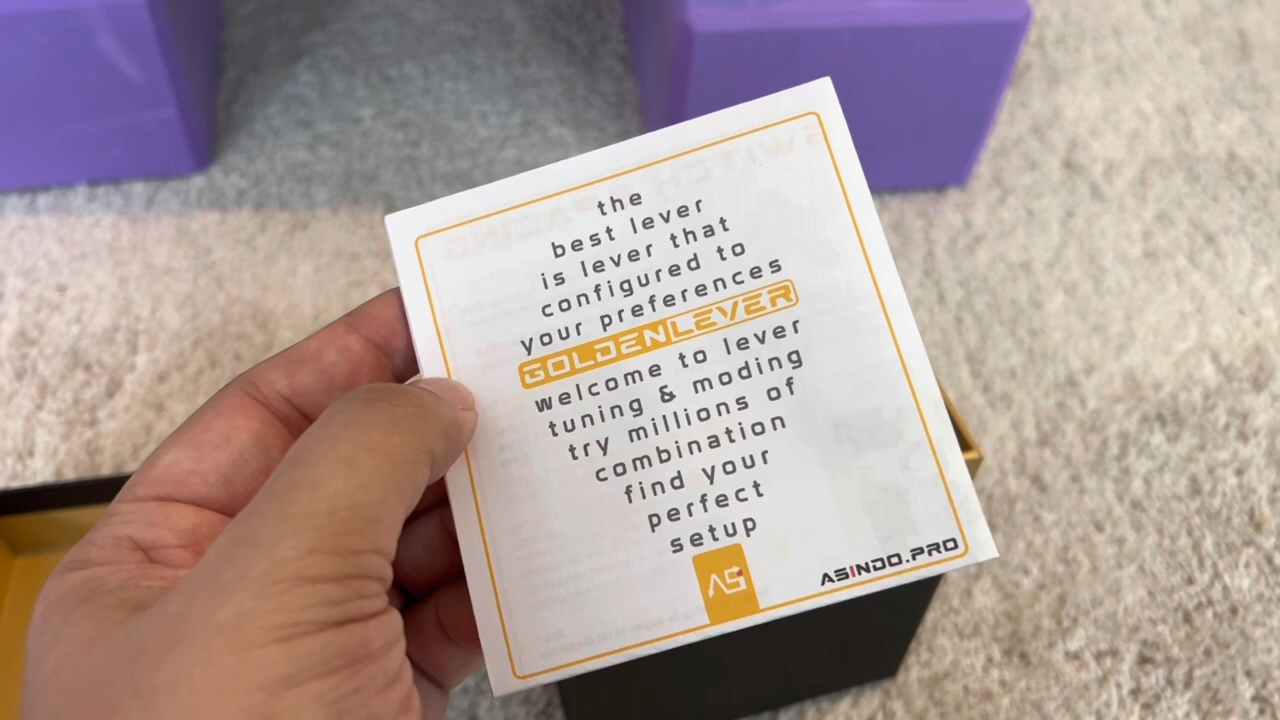 the
best lever
is lever that
configured to
your preferences
GOLDENLEVER
welcome to lever
tuning & moding
try millions of
combination
find your
perfect
setup
AS
ASINDO.PRO